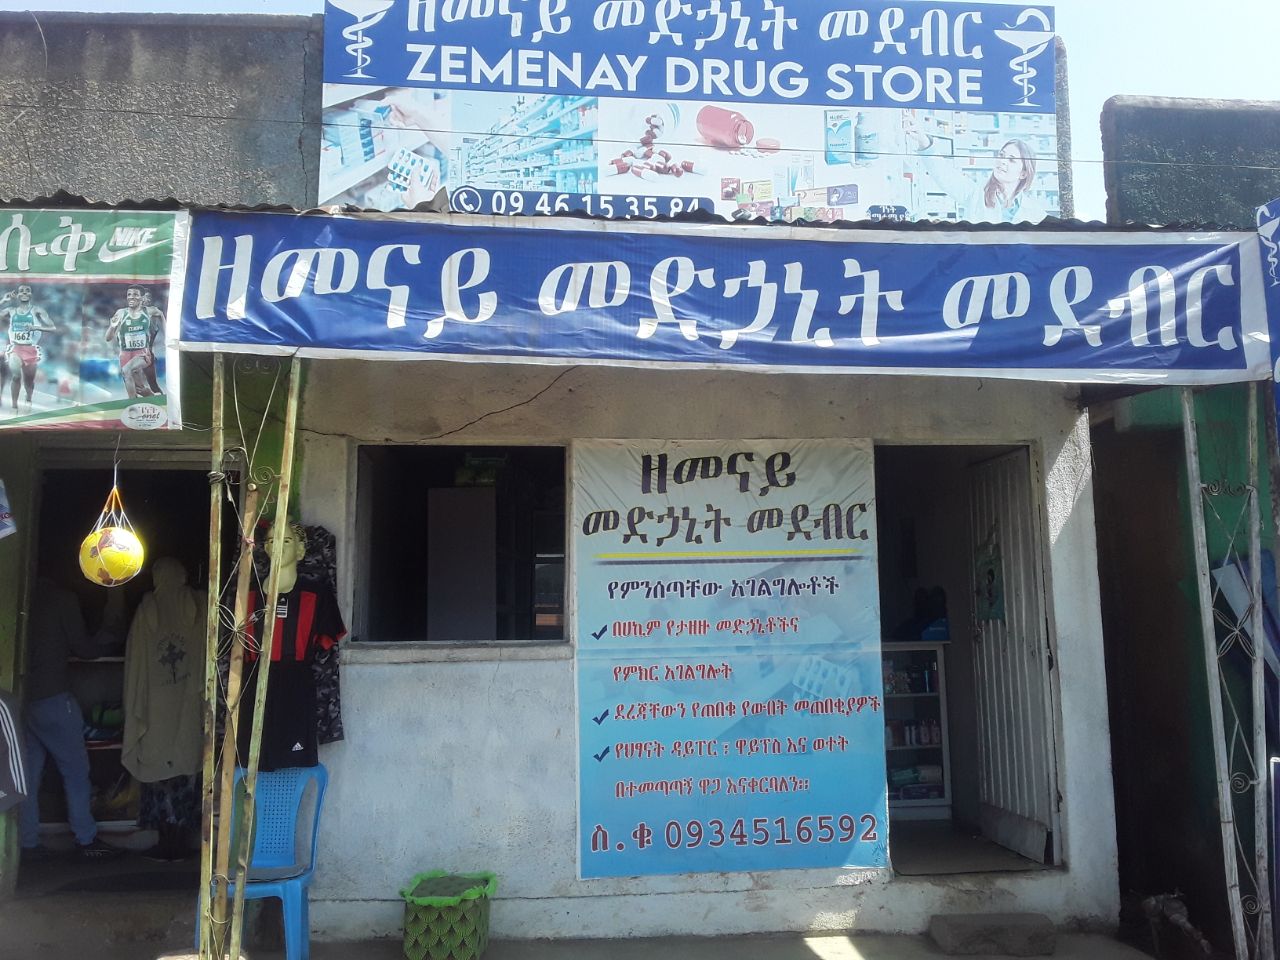 ዘመናይ መድኃኒት መደብር
ZEMENAY DRUG STORE
09 46 15 35 84
ሱቅ NIKE
ዘመናይ መድኃኒት መደብር
1662
1658
ዘመናይ
መድኃኒት መደብር
የምንሰጣቸው አገልግሎቶች
በሀኪም የታዘዙ መድኃኒቶችና
የምክር አገልግሎት
ደረጃቸውን የጠበቁ የውበት መጠበቂያዎች
የህፃናት ዳይፐር ፣ ዋይፐስ እና ወተት
በተመጣጣኝ ዋጋ እናቀርባለን።
ስ.ቁ 0934516592